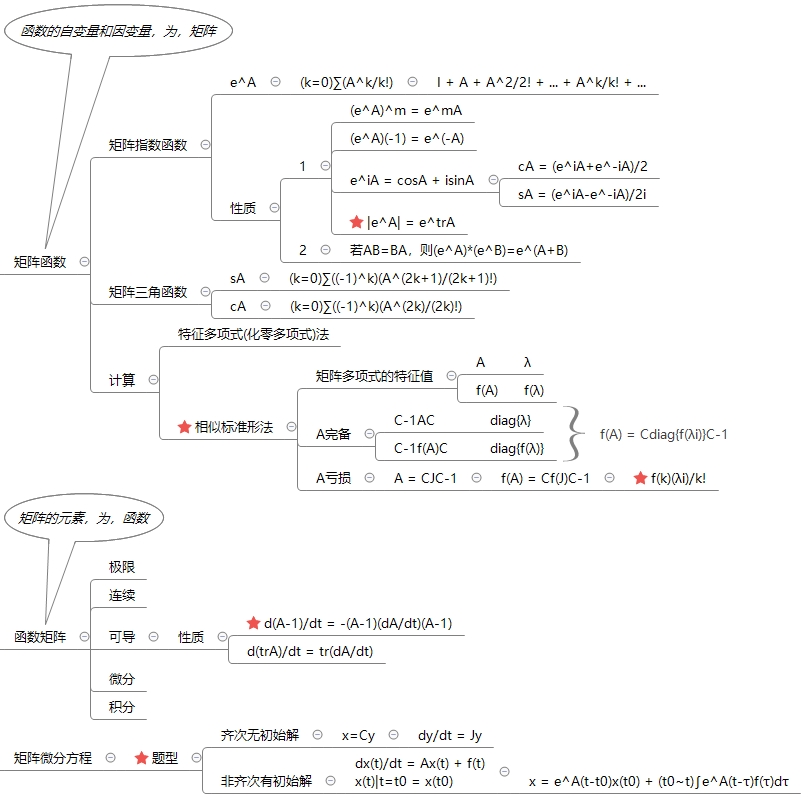 函数的自变量和因变量，为，矩阵
矩阵函数
矩阵指数函数
e^A
(k=0)∑(A^k/k!)
I + A + A^2/2! + ... + A^k/k! + ...
性质
1
(e^A)^m = e^mA
(e^A)(-1) = e^(-A)
e^iA = cosA + isinA
cA = (e^iA+e^-iA)/2
sA = (e^iA-e^-iA)/2i
|e^A| = e^trA
2
若AB=BA，则(e^A)*(e^B)=e^(A+B)
矩阵三角函数
sA
(k=0)∑((-1)^k)(A^(2k+1)/(2k+1)!)
cA
(k=0)∑((-1)^k)(A^(2k)/(2k)!)
计算
特征多项式(化零多项式)法
相似标准形法
矩阵多项式的特征值
A λ
f(A) f(λ)
A完备
C-1AC diag{λ}
C-1f(A)C diag{f(λ)}
f(A) = Cdiag{f(λi)}C-1
A亏损
A = CJC-1
f(A) = Cf(J)C-1
f(k)(λi)/k!
矩阵的元素，为，函数
函数矩阵
极限
连续
可导
性质
d(A-1)/dt = -(A-1)(dA/dt)(A-1)
d(trA)/dt = tr(dA/dt)
微分
积分
矩阵微分方程
题型
齐次无初始解
x=Cy
dy/dt = Jy
非齐次有初始解
dx(t)/dt = Ax(t) + f(t)
x(t)|t=t0 = x(t0)
x = e^A(t-t0)x(t0) + (t0~t)∫e^A(t-τ)f(τ)dτ